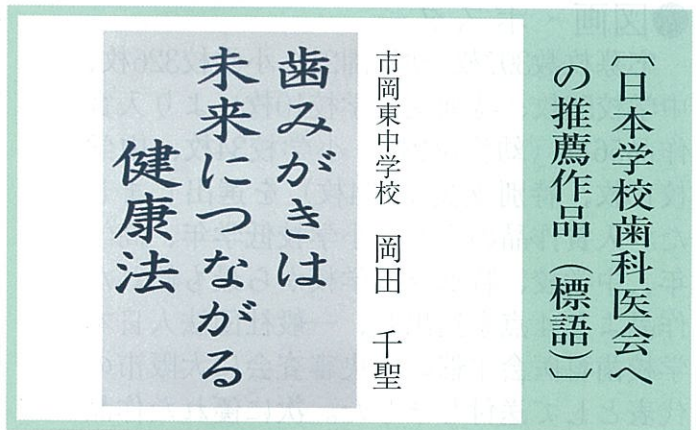 〔日本学校歯科医会へ
の推薦作品（標語）〕
市岡東中学校　岡田　千聖
歯みがきは
未来につながる
健康法